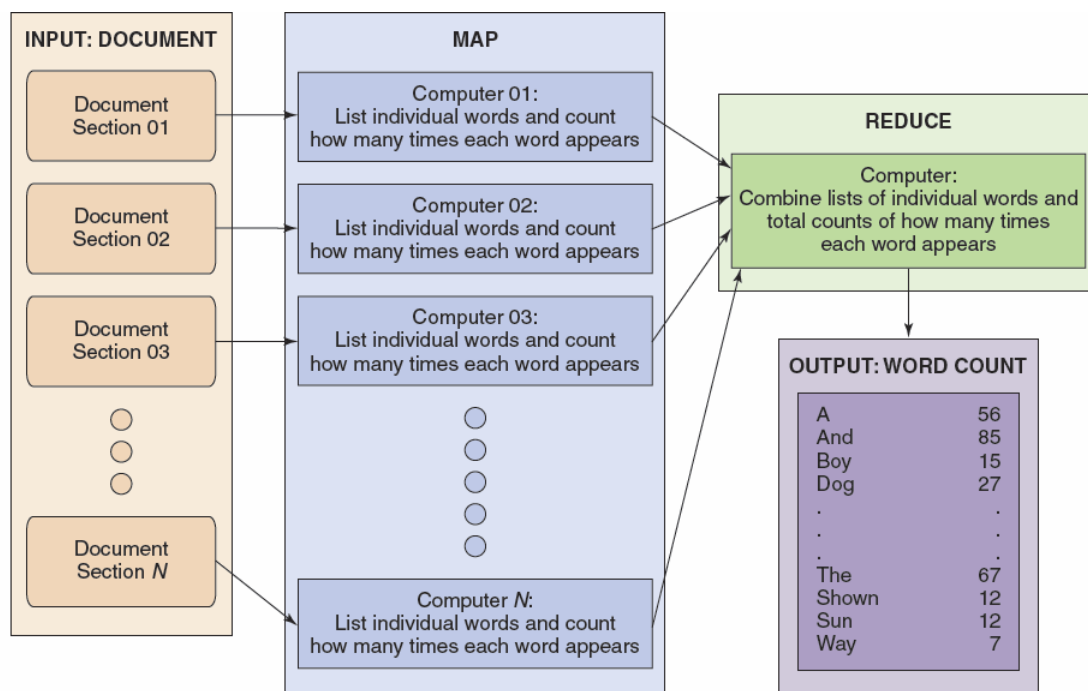 INPUT: DOCUMENT
Document
Section 01
Document
Section 02
Document
Section 03
Document
Section N
MAP
Computer 01:
List individual words and count
how many times each word appears
Computer 02:
List individual words and count
how many times each word appears
Computer 03:
List individual words and count
how many times each word appears
Computer N:
List individual words and count
how many times each word appears
REDUCE
Computer:
Combine lists of individual words and
total counts of how many times
each word appears
OUTPUT: WORD COUNT
A 56
And 85
Boy 15
Dog 27
. .
. .
. .
The 67
Shown 12
Sun 12
Way 7